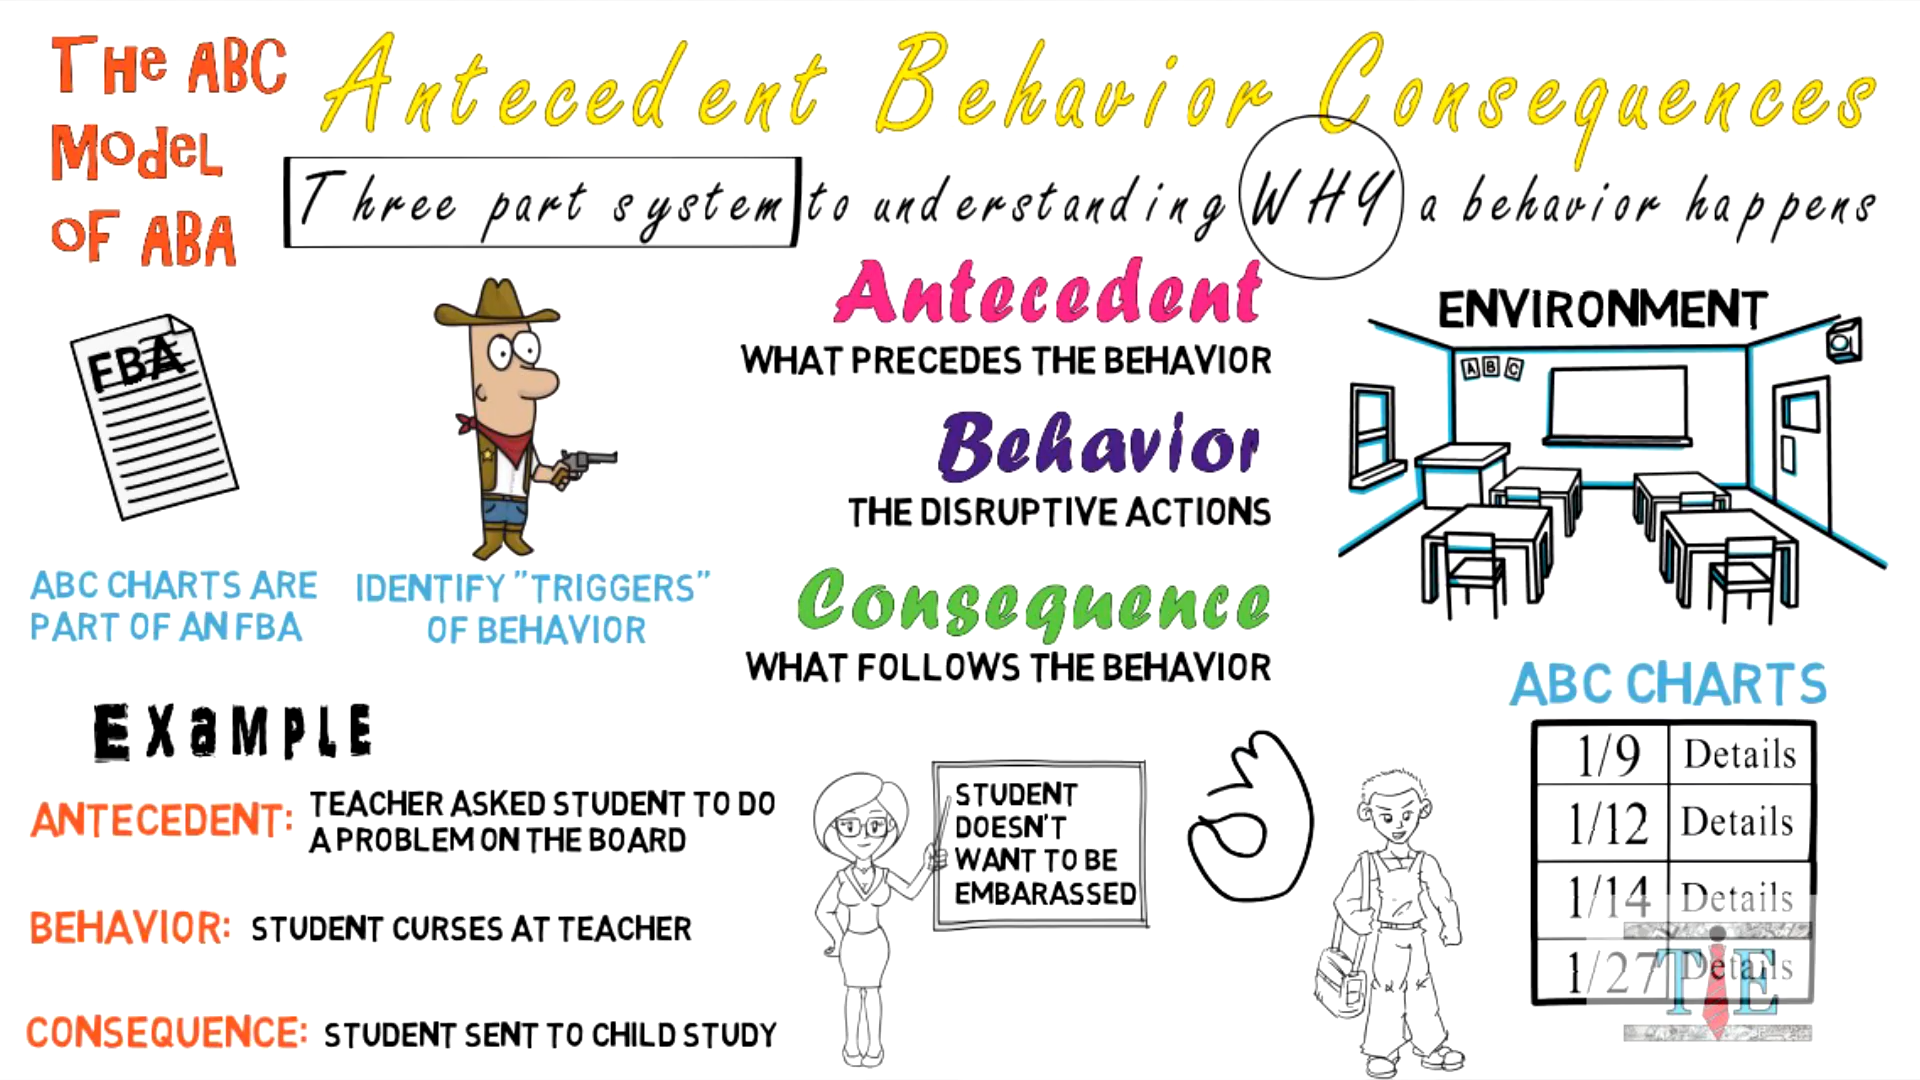 THe ABC
MOdeL
OF ABA
Antecedent Behavior Consequences
Three part system to understanding WHY a behavior happens
FBA
ABC CHARTS ARE
PART OF AN FBA
IDENTIFY "TRIGGERS"
OF BEHAVIOR
Antecedent
WHAT PRECEDES THE BEHAVIOR
Behavior
THE DISRUPTIVE ACTIONS
Consequence
WHAT FOLLOWS THE BEHAVIOR
ENVIRONMENT
A B C
EXaMPLE
ANTECEDENT: TEACHER ASKED STUDENT TO DO
A PROBLEM ON THE BOARD
BEHAVIOR: STUDENT CURSES AT TEACHER
CONSEQUENCE: STUDENT SENT TO CHILD STUDY
STUDENT
DOESN'T
WANT TO BE
EMBARASSED
ABC CHARTS
1/9 Details
1/12 Details
1/14 Details
1/27 Details
TiE